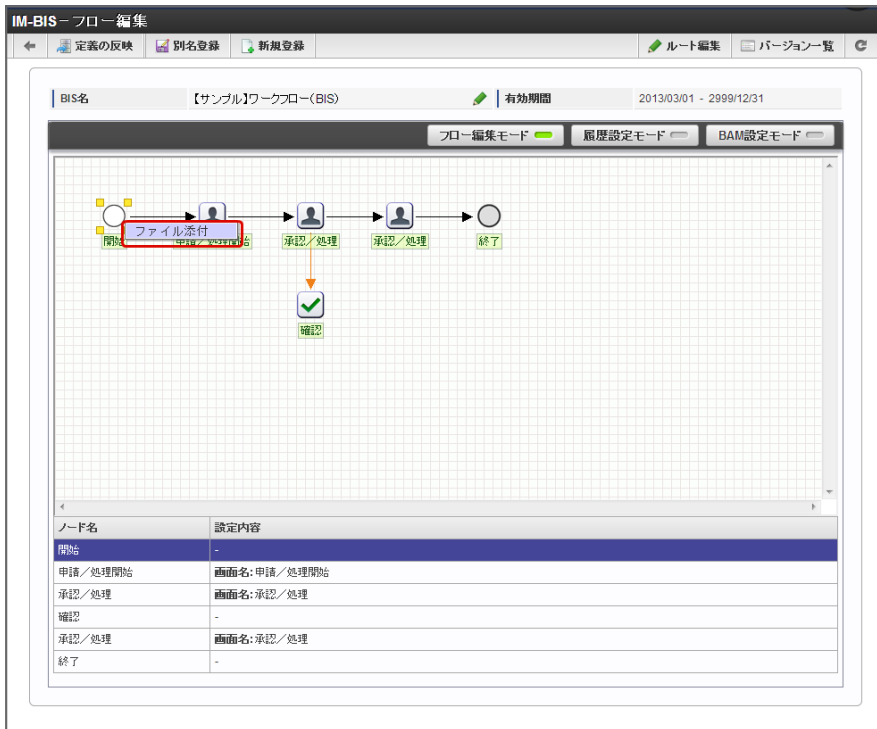 IM-BIS－フロー編集
定義の反映 別名登録 新規登録 ルート編集 バージョン一覧
BIS名 【サンプル】ワークフロー(BIS) 有効期間 2013/03/01 - 2999/12/31
フロー編集モード 履歴設定モード BAM設定モード
ファイル添付
開始 申請／処理開始 承認／処理 承認／処理 終了
確認
ノード名 設定内容
開始 -
申請／処理開始 画面名:申請／処理開始
承認／処理 画面名:承認／処理
確認 -
承認／処理 画面名:承認／処理
終了 -